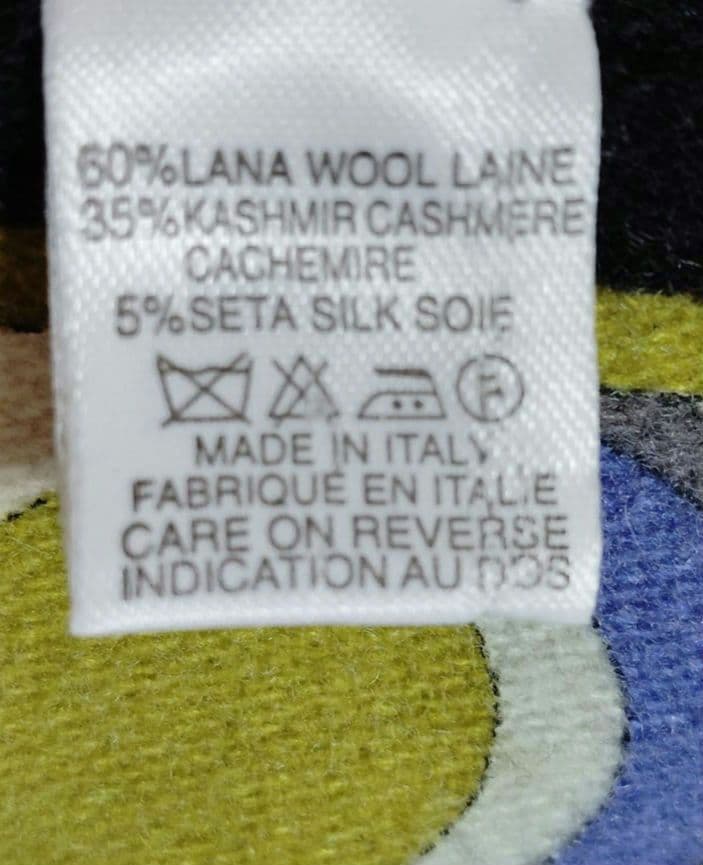 60%LANA WOOL LAINE
35%KASHMIR CASHMERE
CACHEMIRE
5%SETA SILK SOIE
F
MADE IN ITALY
FABRIQUE EN ITALIE
CARE ON REVERSE
INDICATION AU DOS